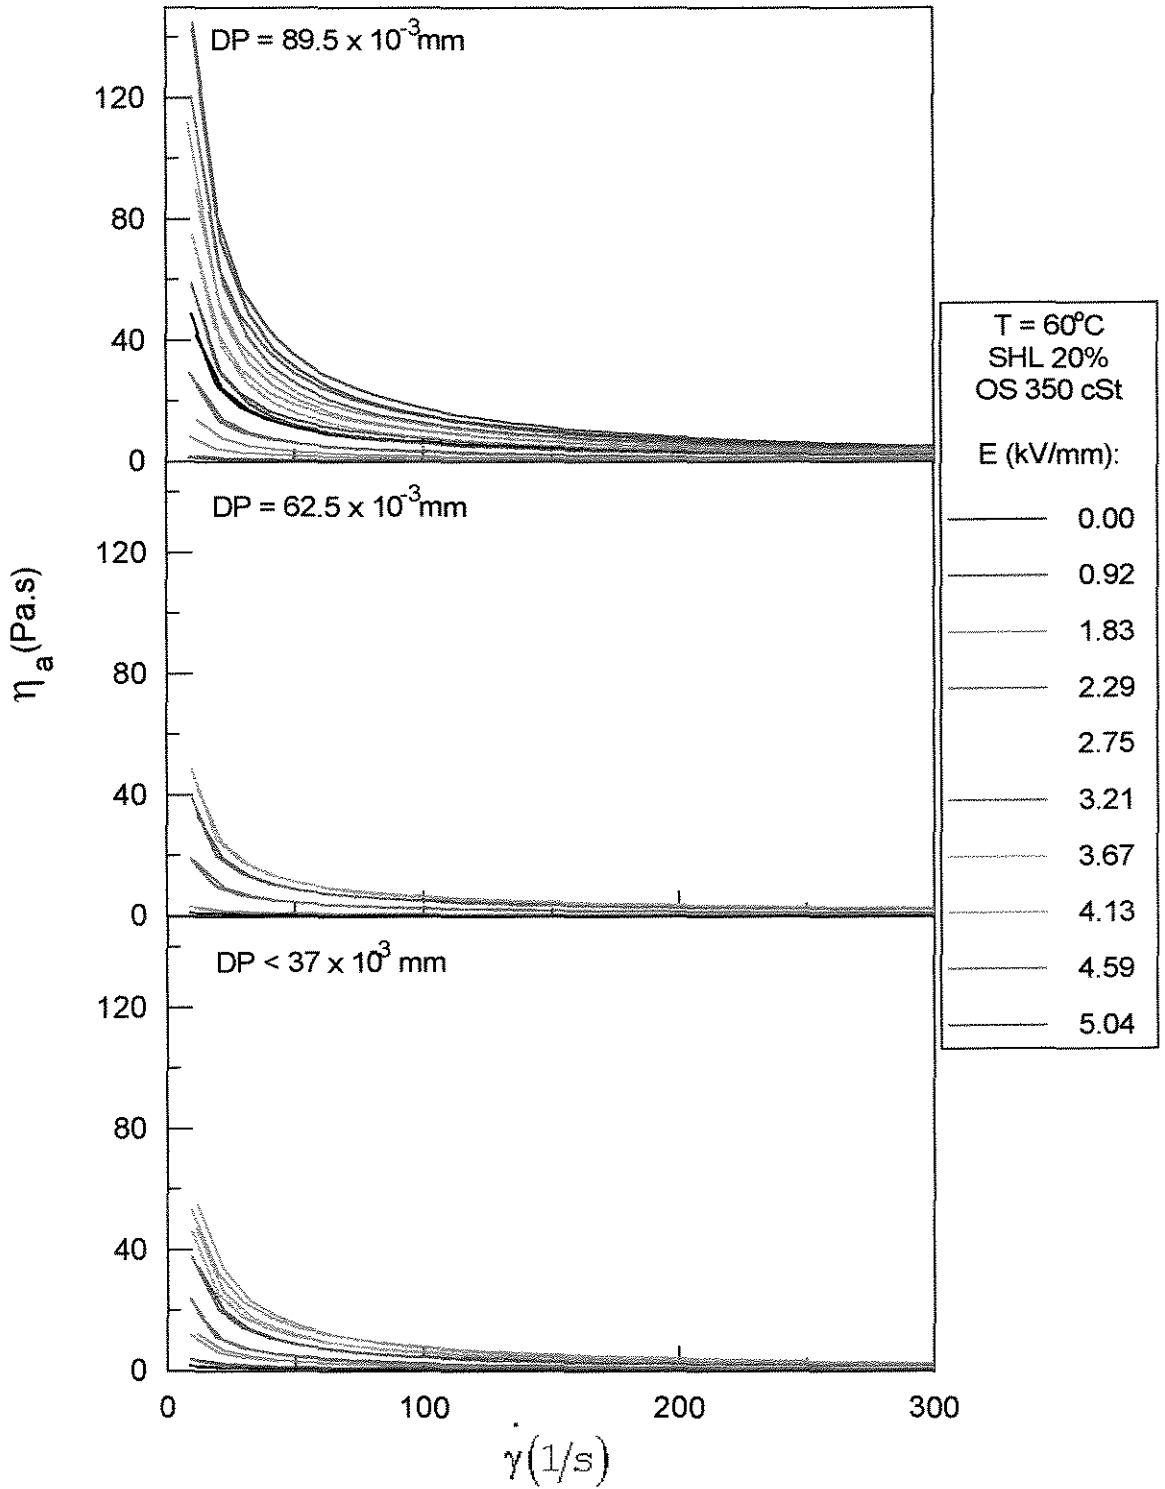 DP = 89.5 x 10⁻³mm
120
80
40
0
DP = 62.5 x 10⁻³mm
120
80
40
0
DP < 37 x 10³ mm
120
80
40
0
0 100 200 300
ηa (Pa.s)
γ̇(1/s)
T = 60°C
SHL 20%
OS 350 cSt
E (kV/mm):
0.00
0.92
1.83
2.29
2.75
3.21
3.67
4.13
4.59
5.04